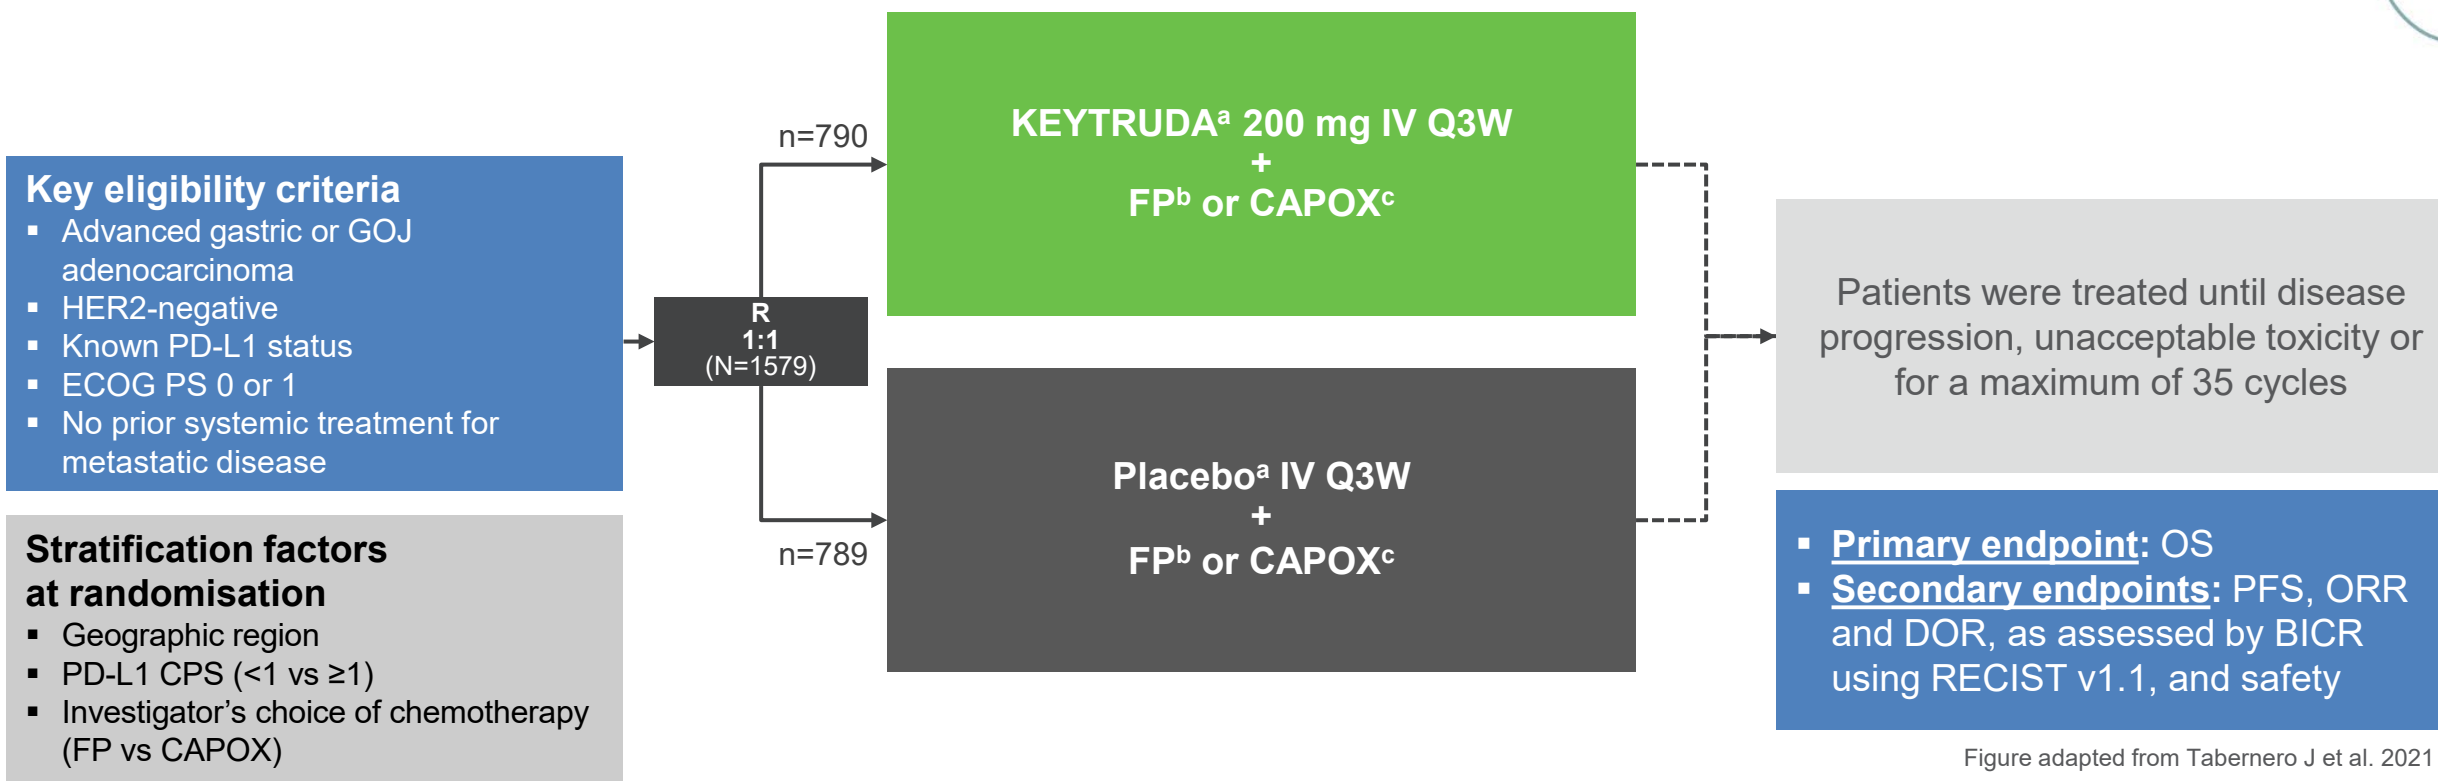 Key eligibility criteria
▪ Advanced gastric or GOJ
adenocarcinoma
▪ HER2-negative
▪ Known PD-L1 status
▪ ECOG PS 0 or 1
▪ No prior systemic treatment for
metastatic disease
Stratification factors
at randomisation
▪ Geographic region
▪ PD-L1 CPS (<1 vs ≥1)
▪ Investigator’s choice of chemotherapy
(FP vs CAPOX)
R
1:1
(N=1579)
n=790
KEYTRUDAᵃ 200 mg IV Q3W
+
FPᵇ or CAPOXᶜ
n=789
Placeboᵃ IV Q3W
+
FPᵇ or CAPOXᶜ
Patients were treated until disease
progression, unacceptable toxicity or
for a maximum of 35 cycles
▪ Primary endpoint: OS
▪ Secondary endpoints: PFS, ORR
and DOR, as assessed by BICR
using RECIST v1.1, and safety
Figure adapted from Tabernero J et al. 2021